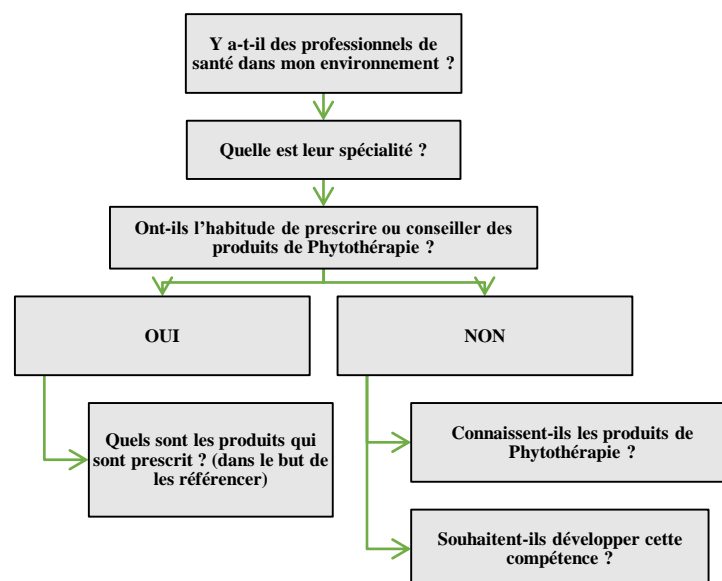 Y a-t-il des professionnels de
santé dans mon environnement ?
Quelle est leur spécialité ?
Ont-ils l'habitude de prescrire ou conseiller des
produits de Phytothérapie ?
OUI
NON
Quels sont les produits qui
sont prescrit ? (dans le but de
les référencer)
Connaissent-ils les produits de
Phytothérapie ?
Souhaitent-ils développer cette
compétence ?